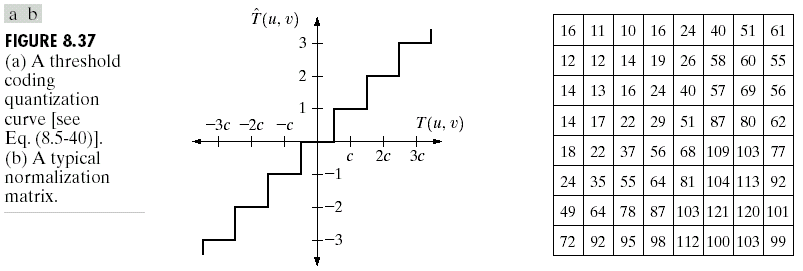 a b
FIGURE 8.37
(a) A threshold
coding
quantization
curve [see
Eq. (8.5-40)].
(b) A typical
normalization
matrix.
T̂(u, v)
3
2
1
−3c −2c −c
T(u, v)
c 2c 3c
−1
−2
−3
16 11 10 16 24 40 51 61
12 12 14 19 26 58 60 55
14 13 16 24 40 57 69 56
14 17 22 29 51 87 80 62
18 22 37 56 68 109 103 77
24 35 55 64 81 104 113 92
49 64 78 87 103 121 120 101
72 92 95 98 112 100 103 99